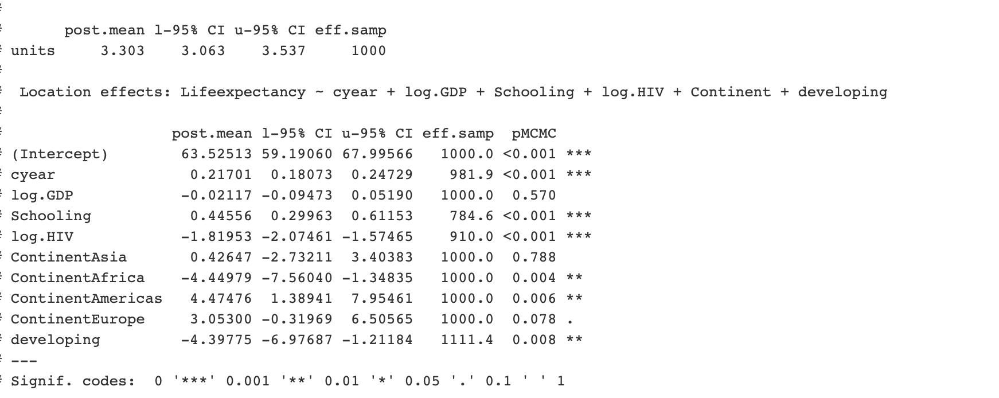 #
#       post.mean l-95% CI u-95% CI eff.samp
# units     3.303    3.063    3.537     1000
#
#  Location effects: Lifeexpectancy ~ cyear + log.GDP + Schooling + log.HIV + Continent + developing
#
#                   post.mean l-95% CI u-95% CI eff.samp  pMCMC
# (Intercept)        63.52513 59.19060 67.99566   1000.0 <0.001 ***
# cyear               0.21701  0.18073  0.24729    981.9 <0.001 ***
# log.GDP            -0.02117 -0.09473  0.05190   1000.0  0.570
# Schooling           0.44556  0.29963  0.61153    784.6 <0.001 ***
# log.HIV            -1.81953 -2.07461 -1.57465    910.0 <0.001 ***
# ContinentAsia       0.42647 -2.73211  3.40383   1000.0  0.788
# ContinentAfrica    -4.44979 -7.56040 -1.34835   1000.0  0.004 **
# ContinentAmericas   4.47476  1.38941  7.95461   1000.0  0.006 **
# ContinentEurope     3.05300 -0.31969  6.50565   1000.0  0.078 .
# developing         -4.39775 -6.97687 -1.21184   1111.4  0.008 **
# ---
# Signif. codes:  0 '***' 0.001 '**' 0.01 '*' 0.05 '.' 0.1 ' ' 1